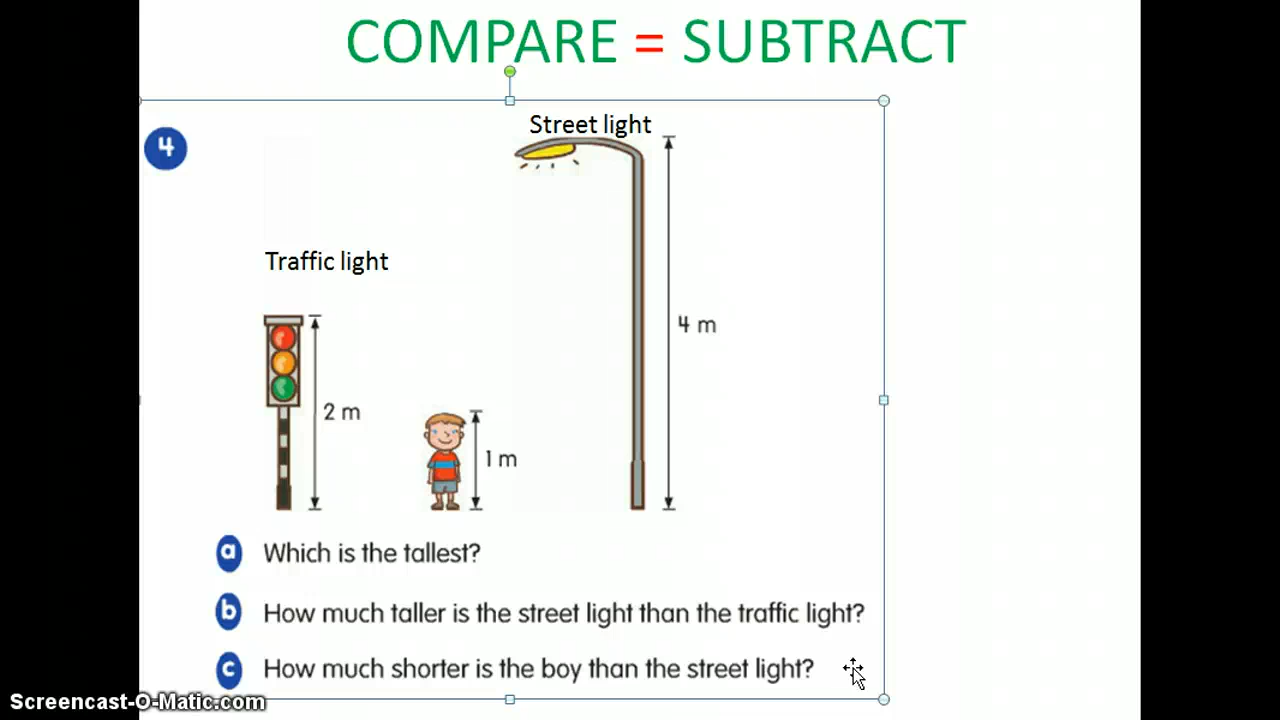 COMPARE = SUBTRACT
Street light
4
Traffic light
4 m
2 m
1 m
a Which is the tallest?
b How much taller is the street light than the traffic light?
c How much shorter is the boy than the street light?
Screencast-O-Matic.com